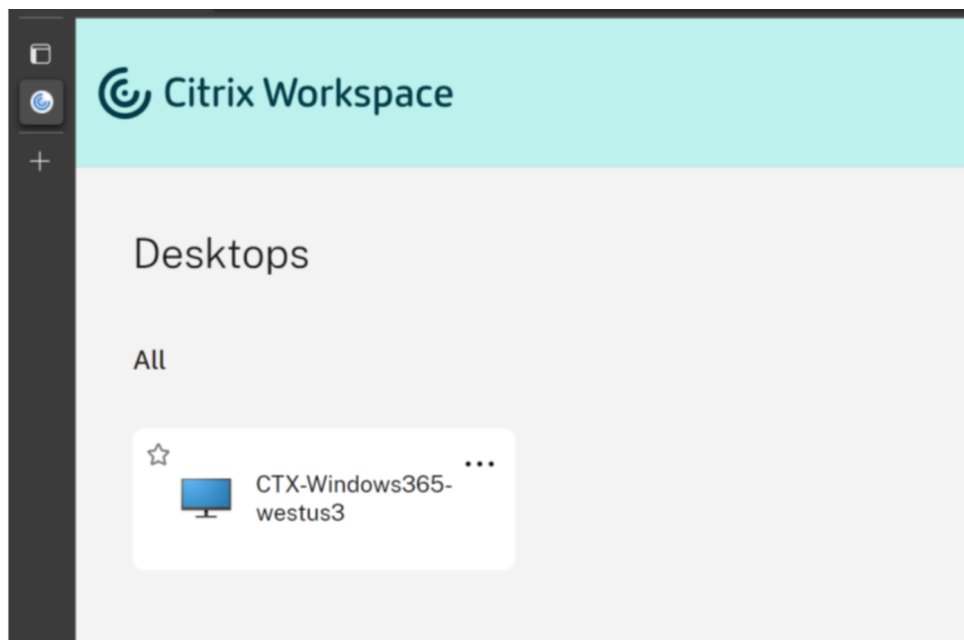 Citrix Workspace
Desktops
All
CTX-Windows365-
westus3